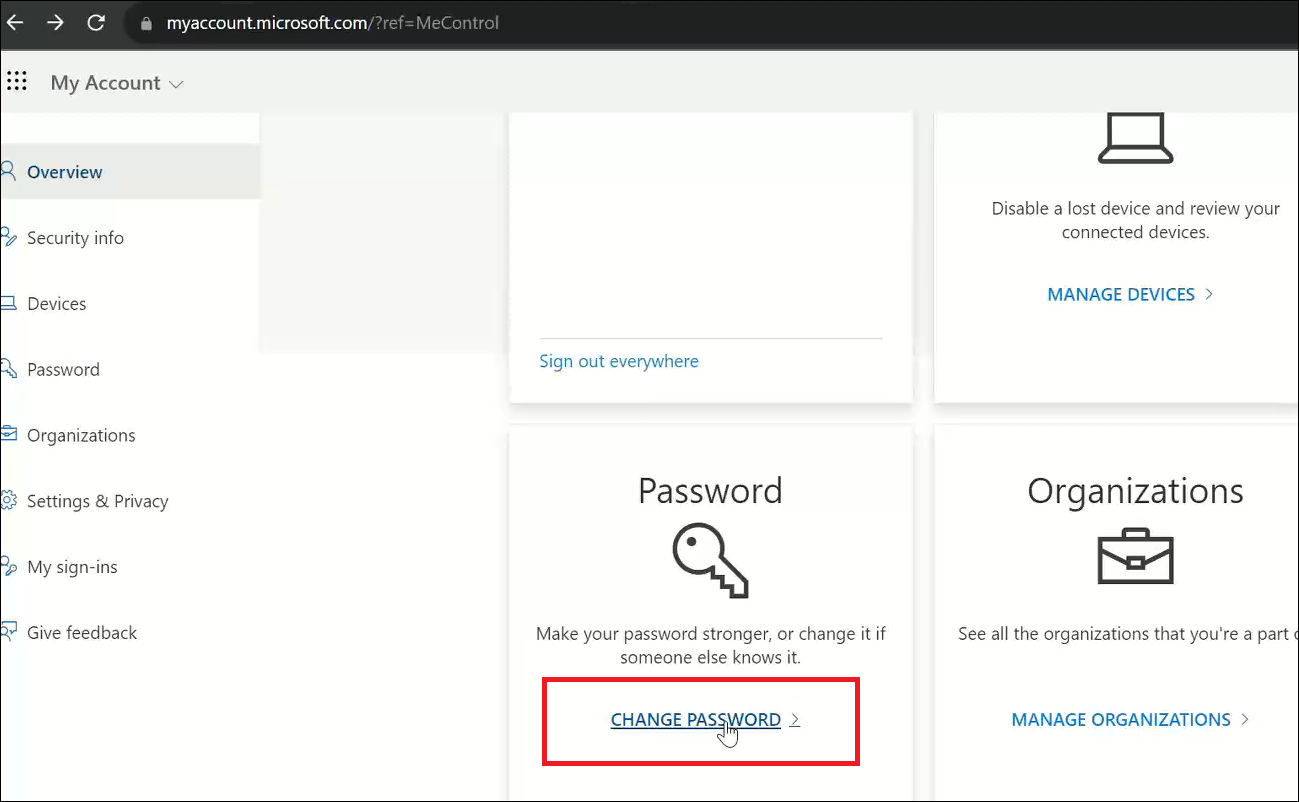 myaccount.microsoft.com/?ref=MeControl
My Account
Overview
Security info
Devices
Password
Organizations
Settings & Privacy
My sign-ins
Give feedback
Sign out everywhere
Disable a lost device and review your
connected devices.
MANAGE DEVICES
Password
Make your password stronger, or change it if
someone else knows it.
CHANGE PASSWORD
Organizations
See all the organizations that you're a part
MANAGE ORGANIZATIONS